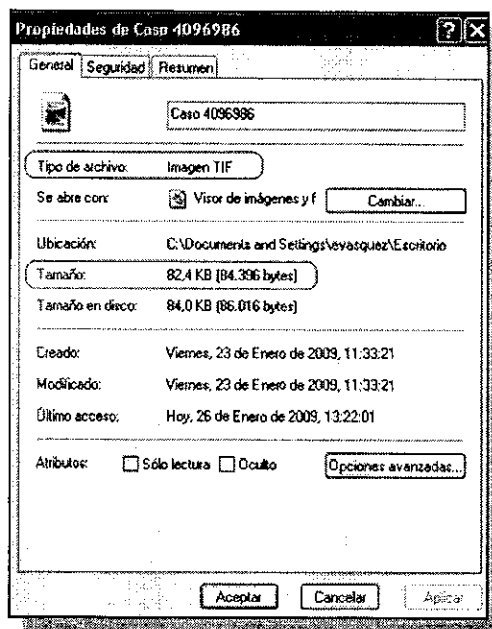 Propiedades de Caso 4096986
General Seguridad Resumen
Caso 4096986
Tipo de archivo: Imagen TIF
Se abre con: Visor de imágenes y f Cambiar...
Ubicación: C:\Documents and Settings\evasquez\Escritorio
Tamaño: 82,4 KB (84.396 bytes)
Tamaño en disco: 84,0 KB (86.016 bytes)
Creado: Viernes, 23 de Enero de 2009, 11:33:21
Modificado: Viernes, 23 de Enero de 2009, 11:33:21
Último acceso: Hoy, 26 de Enero de 2009, 13:22:01
Atributos: Sólo lectura Oculto Opciones avanzadas...
Aceptar Cancelar Aplicar